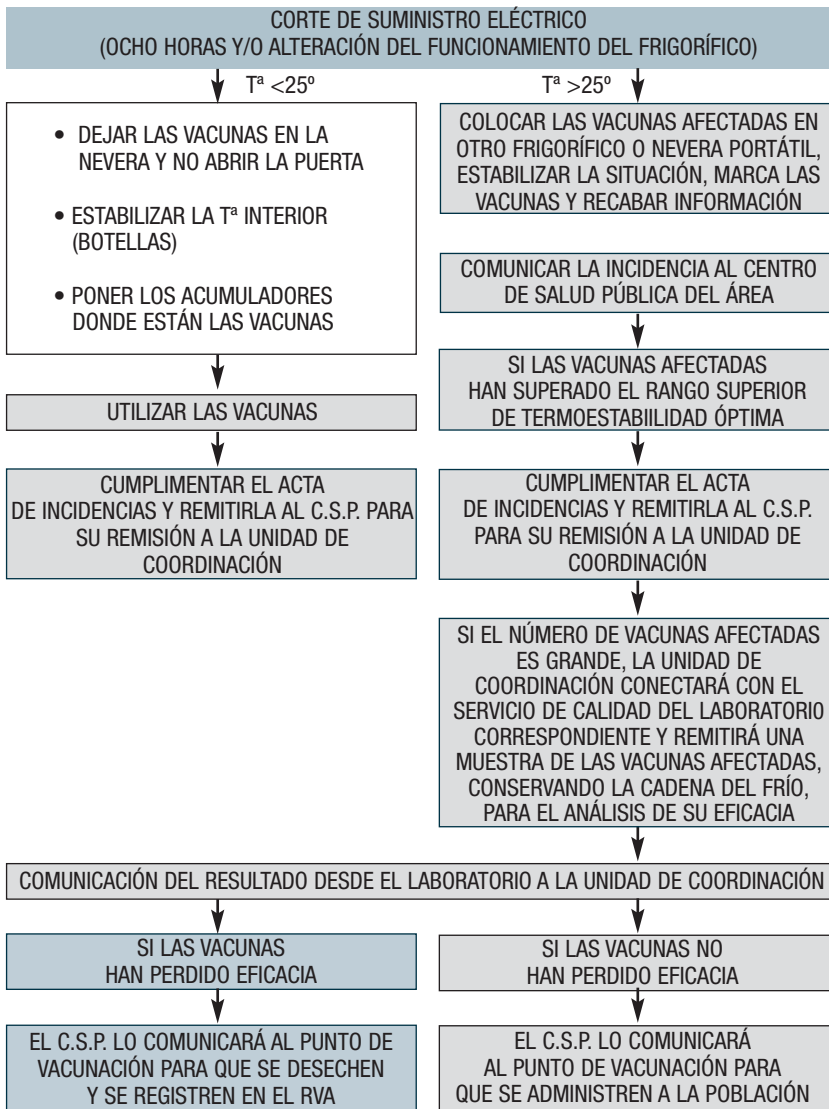 CORTE DE SUMINISTRO ELÉCTRICO
(OCHO HORAS Y/O ALTERACIÓN DEL FUNCIONAMIENTO DEL FRIGORÍFICO)
Tª <25º
• DEJAR LAS VACUNAS EN LA
NEVERA Y NO ABRIR LA PUERTA
• ESTABILIZAR LA Tª INTERIOR
(BOTELLAS)
• PONER LOS ACUMULADORES
DONDE ESTÁN LAS VACUNAS
UTILIZAR LAS VACUNAS
CUMPLIMENTAR EL ACTA
DE INCIDENCIAS Y REMITIRLA AL C.S.P. PARA
SU REMISIÓN A LA UNIDAD DE
COORDINACIÓN
Tª >25º
COLOCAR LAS VACUNAS AFECTADAS EN
OTRO FRIGORÍFICO O NEVERA PORTÁTIL,
ESTABILIZAR LA SITUACIÓN, MARCA LAS
VACUNAS Y RECABAR INFORMACIÓN
COMUNICAR LA INCIDENCIA AL CENTRO
DE SALUD PÚBLICA DEL ÁREA
SI LAS VACUNAS AFECTADAS
HAN SUPERADO EL RANGO SUPERIOR
DE TERMOESTABIILIDAD ÓPTIMA
CUMPLIMENTAR EL ACTA
DE INCIDENCIAS Y REMITIRLA AL C.S.P.
PARA SU REMISIÓN A LA UNIDAD DE
COORDINACIÓN
SI EL NÚMERO DE VACUNAS AFECTADAS
ES GRANDE, LA UNIDAD DE
COORDINACIÓN CONECTARÁ CON EL
SERVICIO DE CALIDAD DEL LABORATORI0
CORRESPONDIENTE Y REMITIRÁ UNA
MUESTRA DE LAS VACUNAS AFECTADAS,
CONSERVANDO LA CADENA DEL FRÍO,
PARA EL ANÁLISIS DE SU EFICACIA
COMUNICACIÓN DEL RESULTADO DESDE EL LABORATORIO A LA UNIDAD DE COORDINACIÓN
SI LAS VACUNAS
HAN PERDIDO EFICACIA
EL C.S.P. LO COMUNICARÁ AL PUNTO DE
VACUNACIÓN PARA QUE SE DESECHEN
Y SE REGISTREN EN EL RVA
SI LAS VACUNAS NO
HAN PERDIDO EFICACIA
EL C.S.P. LO COMUNICARÁ
AL PUNTO DE VACUNACIÓN PARA
QUE SE ADMINISTREN A LA POBLACIÓN